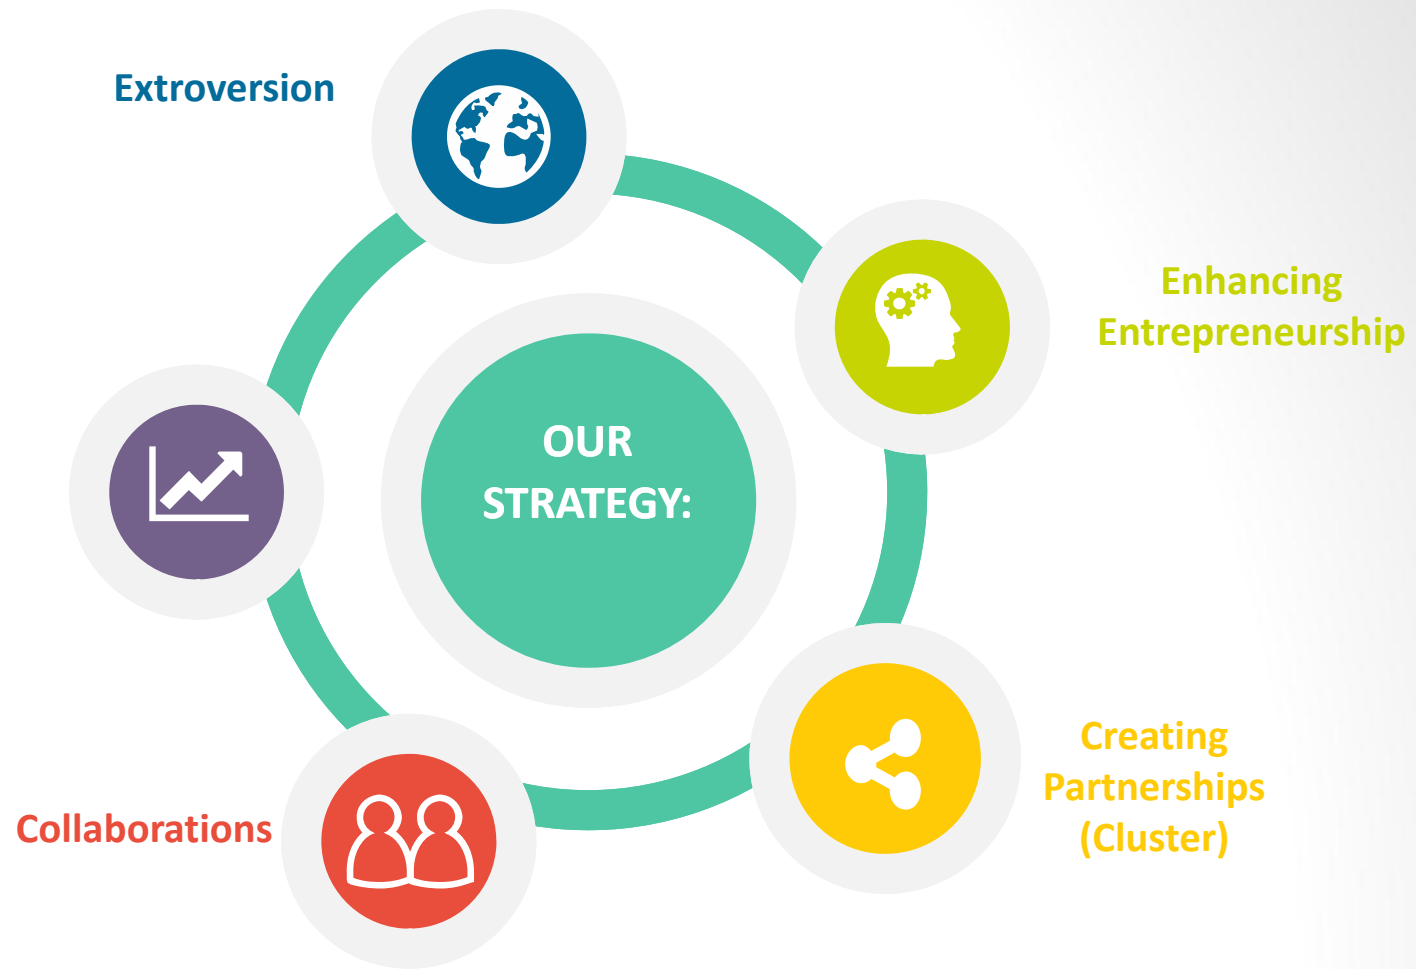 Extroversion
Enhancing
Entrepreneurship
OUR
STRATEGY:
Creating
Partnerships
(Cluster)
Collaborations